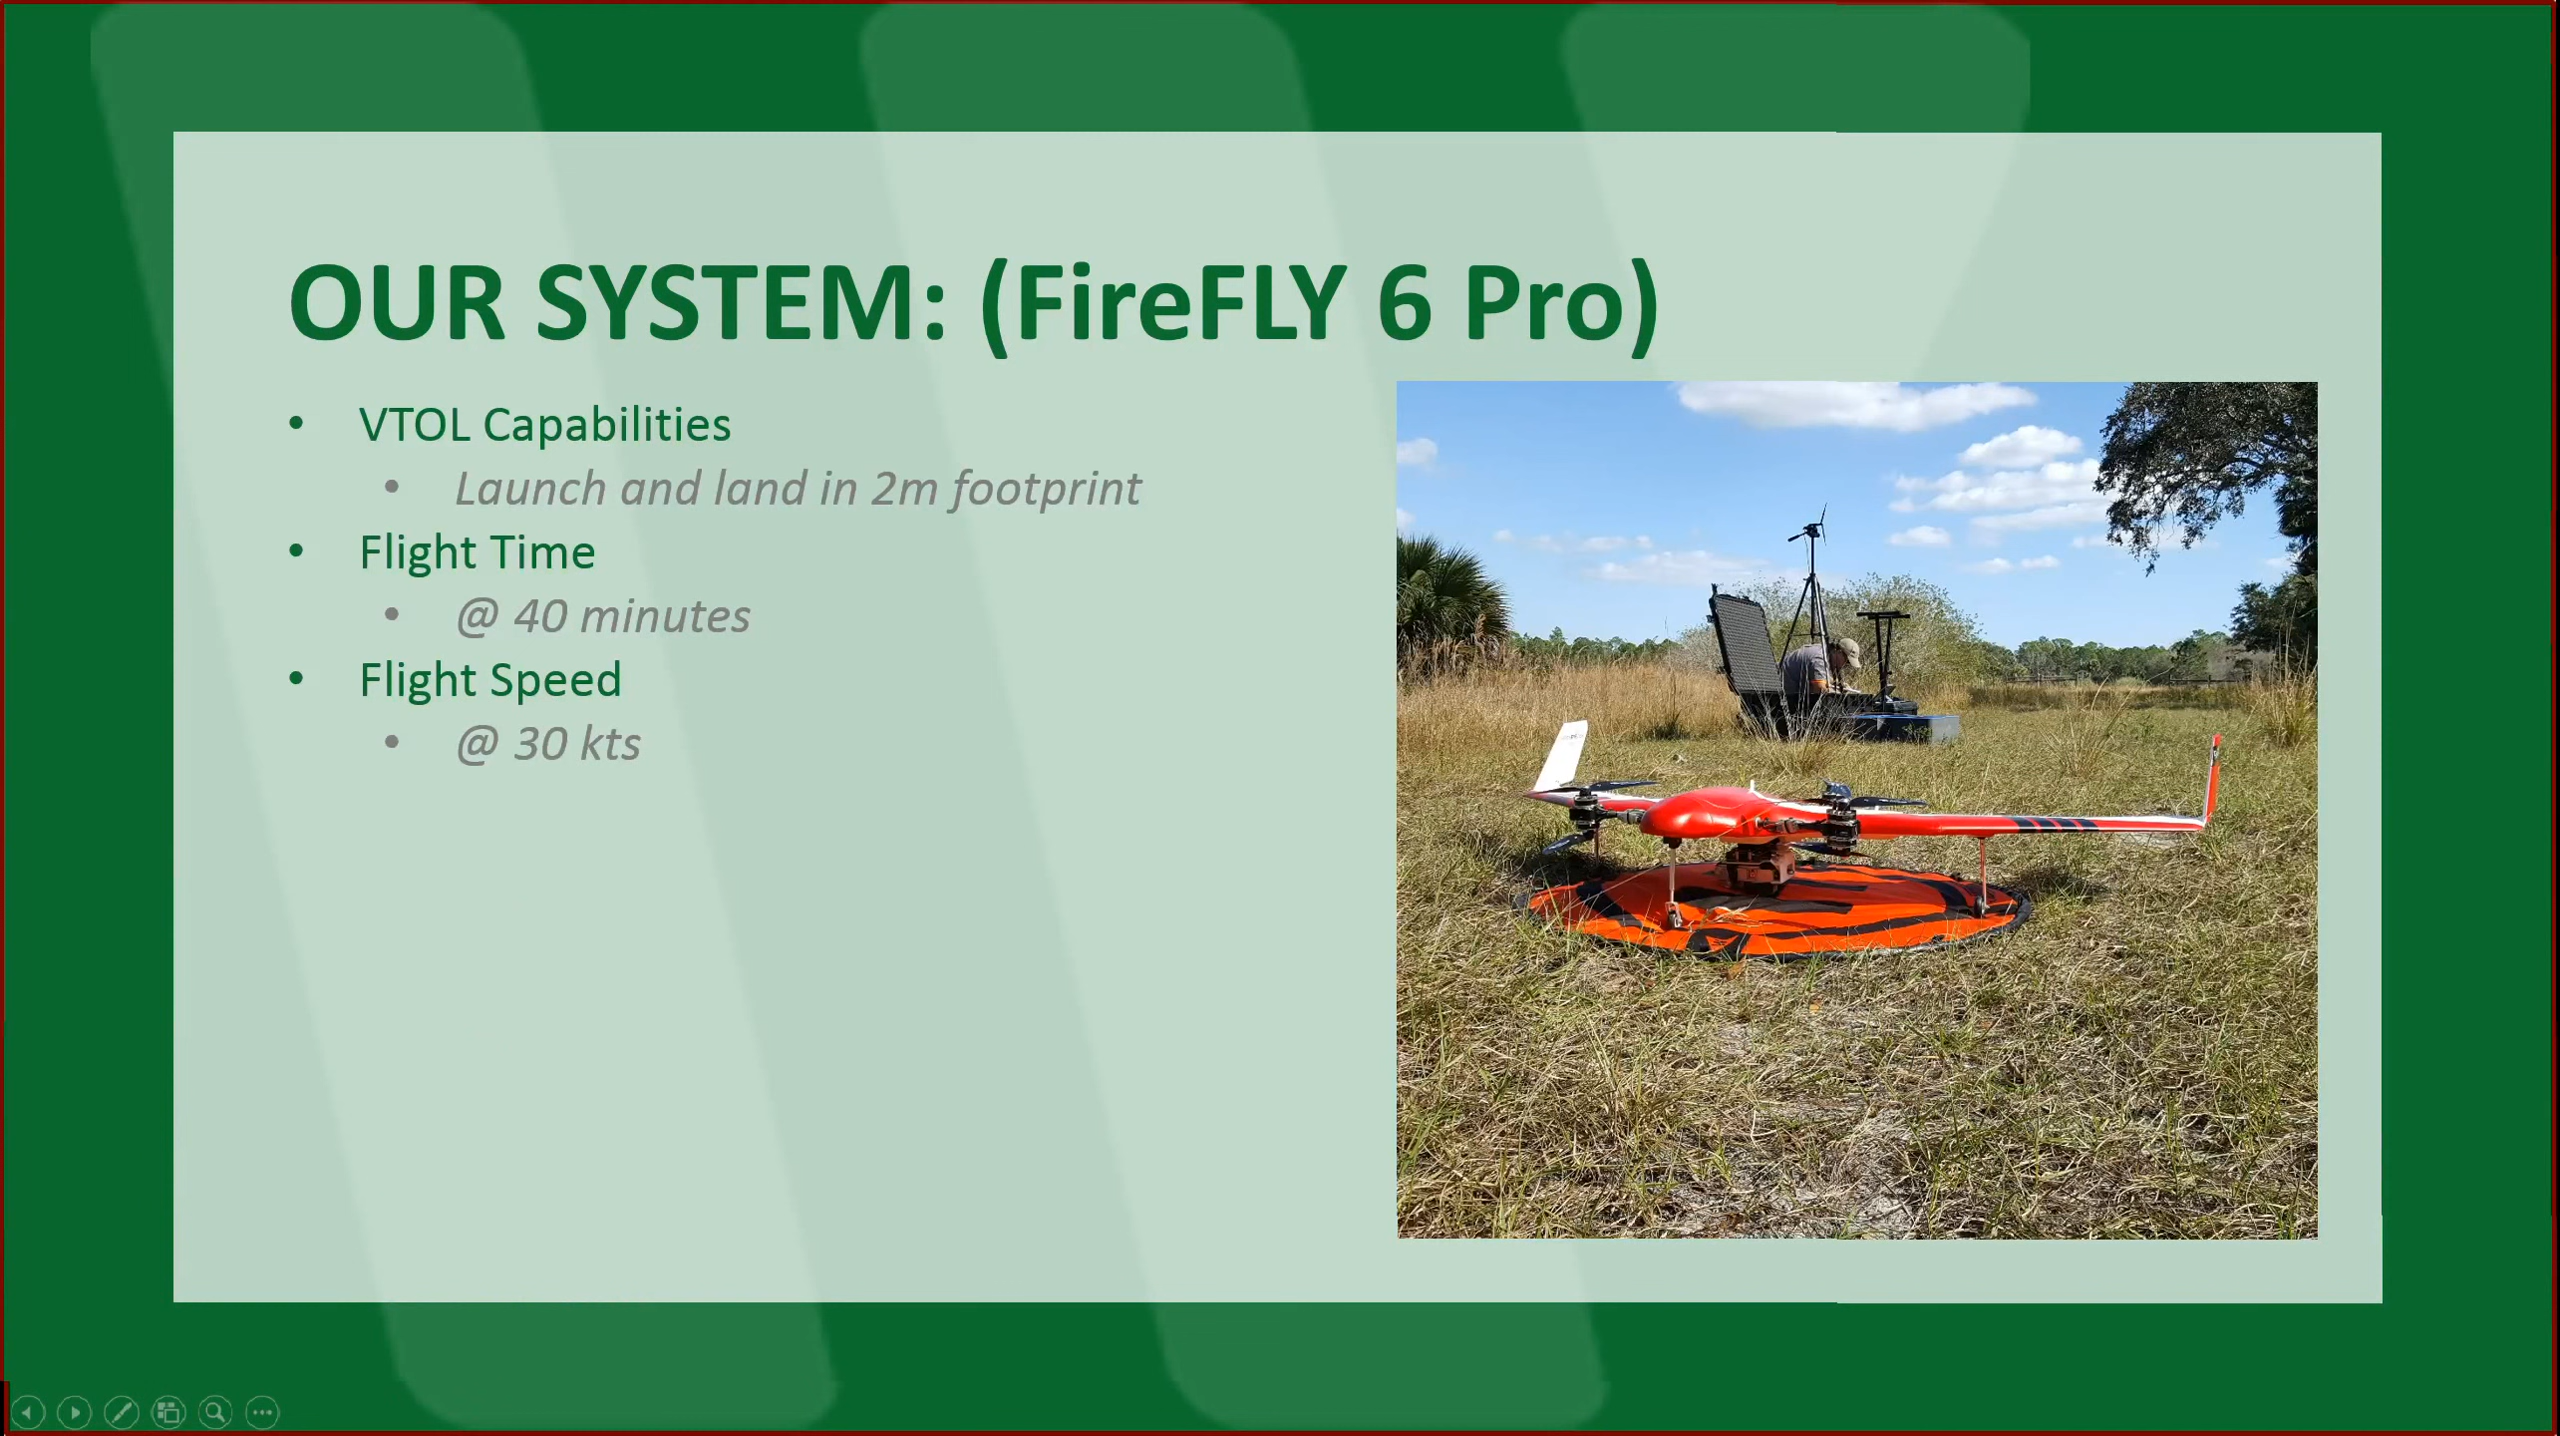 OUR SYSTEM: (FireFLY 6 Pro)
• VTOL Capabilities
• Launch and land in 2m footprint
• Flight Time
• @ 40 minutes
• Flight Speed
• @ 30 kts